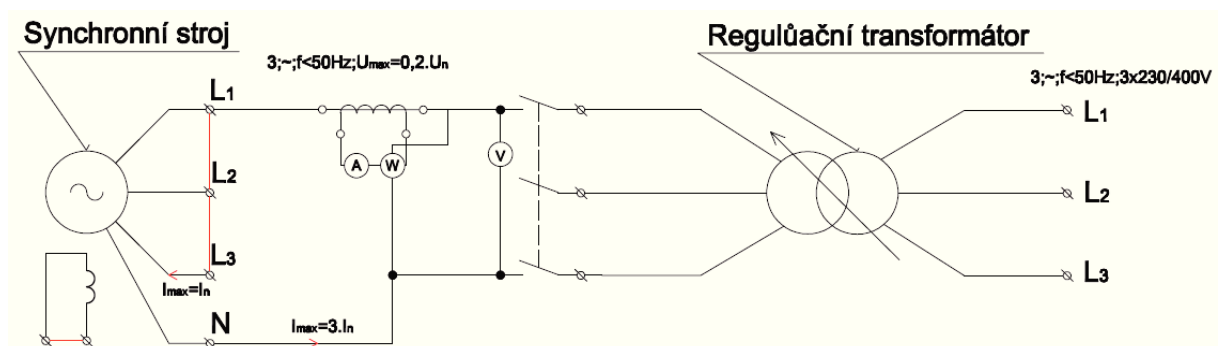 Synchronní stroj
Regulůační transformátor
3;~;f<50Hz;Umax=0,2.Un
3;~;f<50Hz;3x230/400V
L1
L1
A
W
V
L2
L2
L3
L3
Imax=In
N
Imax=3.In